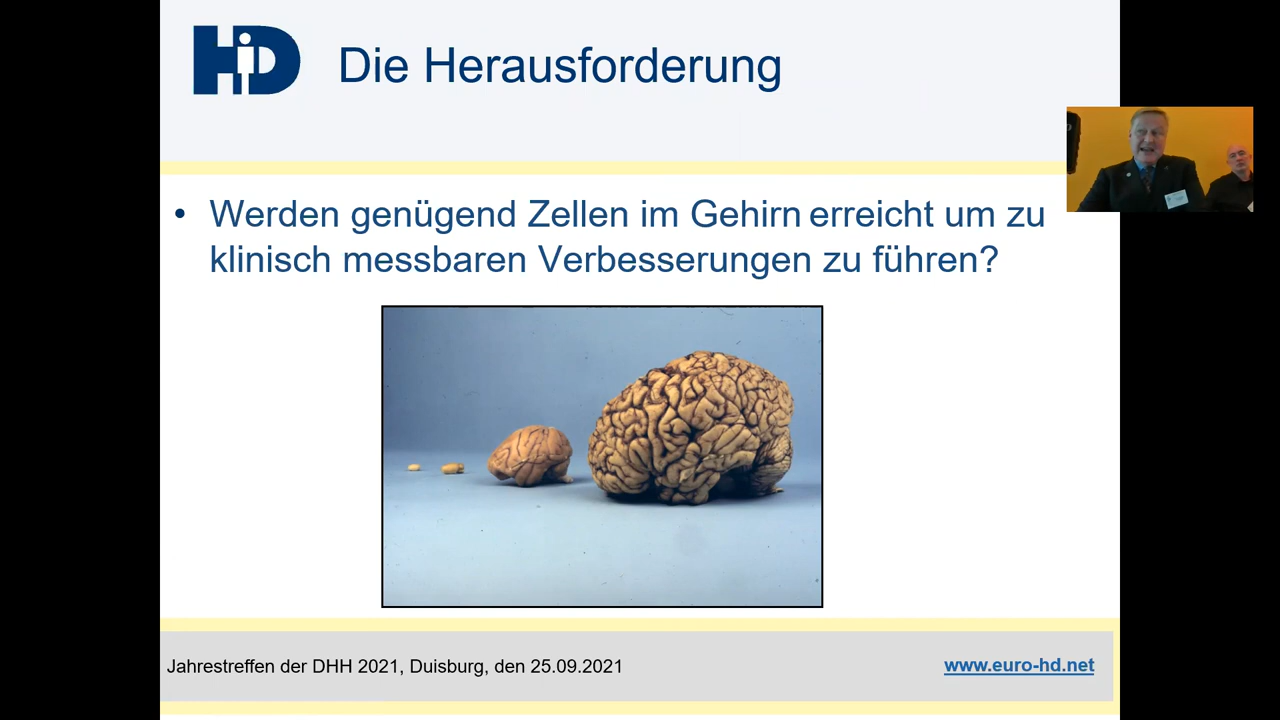 HD
Die Herausforderung
• Werden genügend Zellen im Gehirn erreicht um zu
klinisch messbaren Verbesserungen zu führen?
Jahrestreffen der DHH 2021, Duisburg, den 25.09.2021
www.euro-hd.net